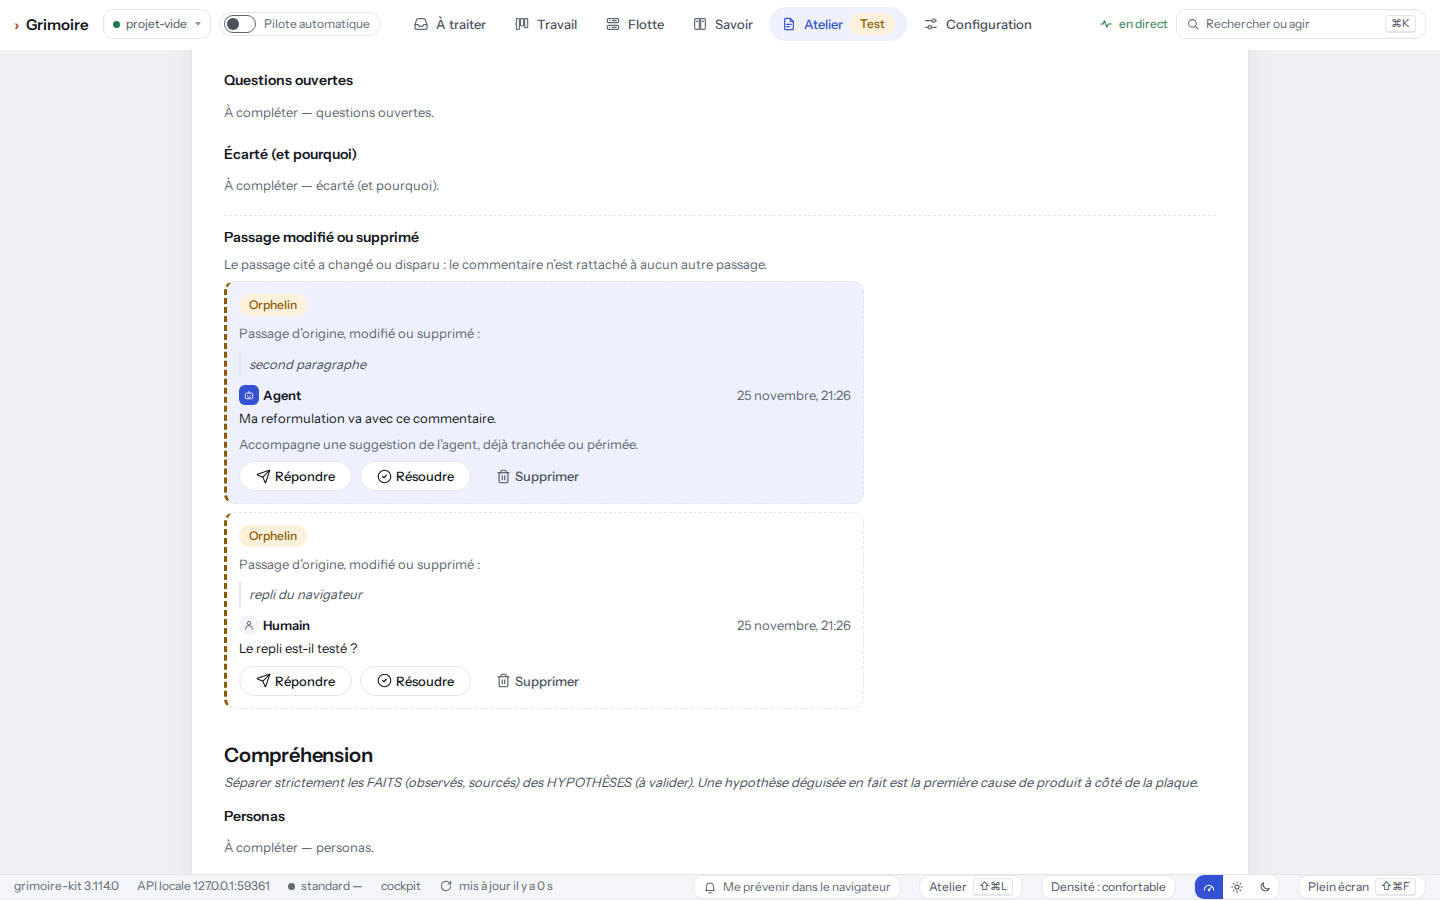 › Grimoire projet-vide Pilote automatique À traiter Travail Flotte Savoir Atelier Test Configuration en direct Rechercher ou agir ⌘K
Questions ouvertes
À compléter — questions ouvertes.
Écarté (et pourquoi)
À compléter — écarté (et pourquoi).
Passage modifié ou supprimé
Le passage cité a changé ou disparu : le commentaire n’est rattaché à aucun autre passage.
Orphelin
Passage d’origine, modifié ou supprimé :
second paragraphe
Agent 25 novembre, 21:26
Ma reformulation va avec ce commentaire.
Accompagne une suggestion de l’agent, déjà tranchée ou périmée.
Répondre Résoudre Supprimer
Orphelin
Passage d’origine, modifié ou supprimé :
repli du navigateur
Humain 25 novembre, 21:26
Le repli est-il testé ?
Répondre Résoudre Supprimer
Compréhension
Séparer strictement les FAITS (observés, sourcés) des HYPOTHÈSES (à valider). Une hypothèse déguisée en fait est la première cause de produit à côté de la plaque.
Personas
À compléter — personas.
grimoire-kit 3.114.0 API locale 127.0.0.1:59361 standard — cockpit mis à jour il y a 0 s Me prévenir dans le navigateur Atelier ⇧⌘L Densité : confortable Plein écran ⇧⌘F